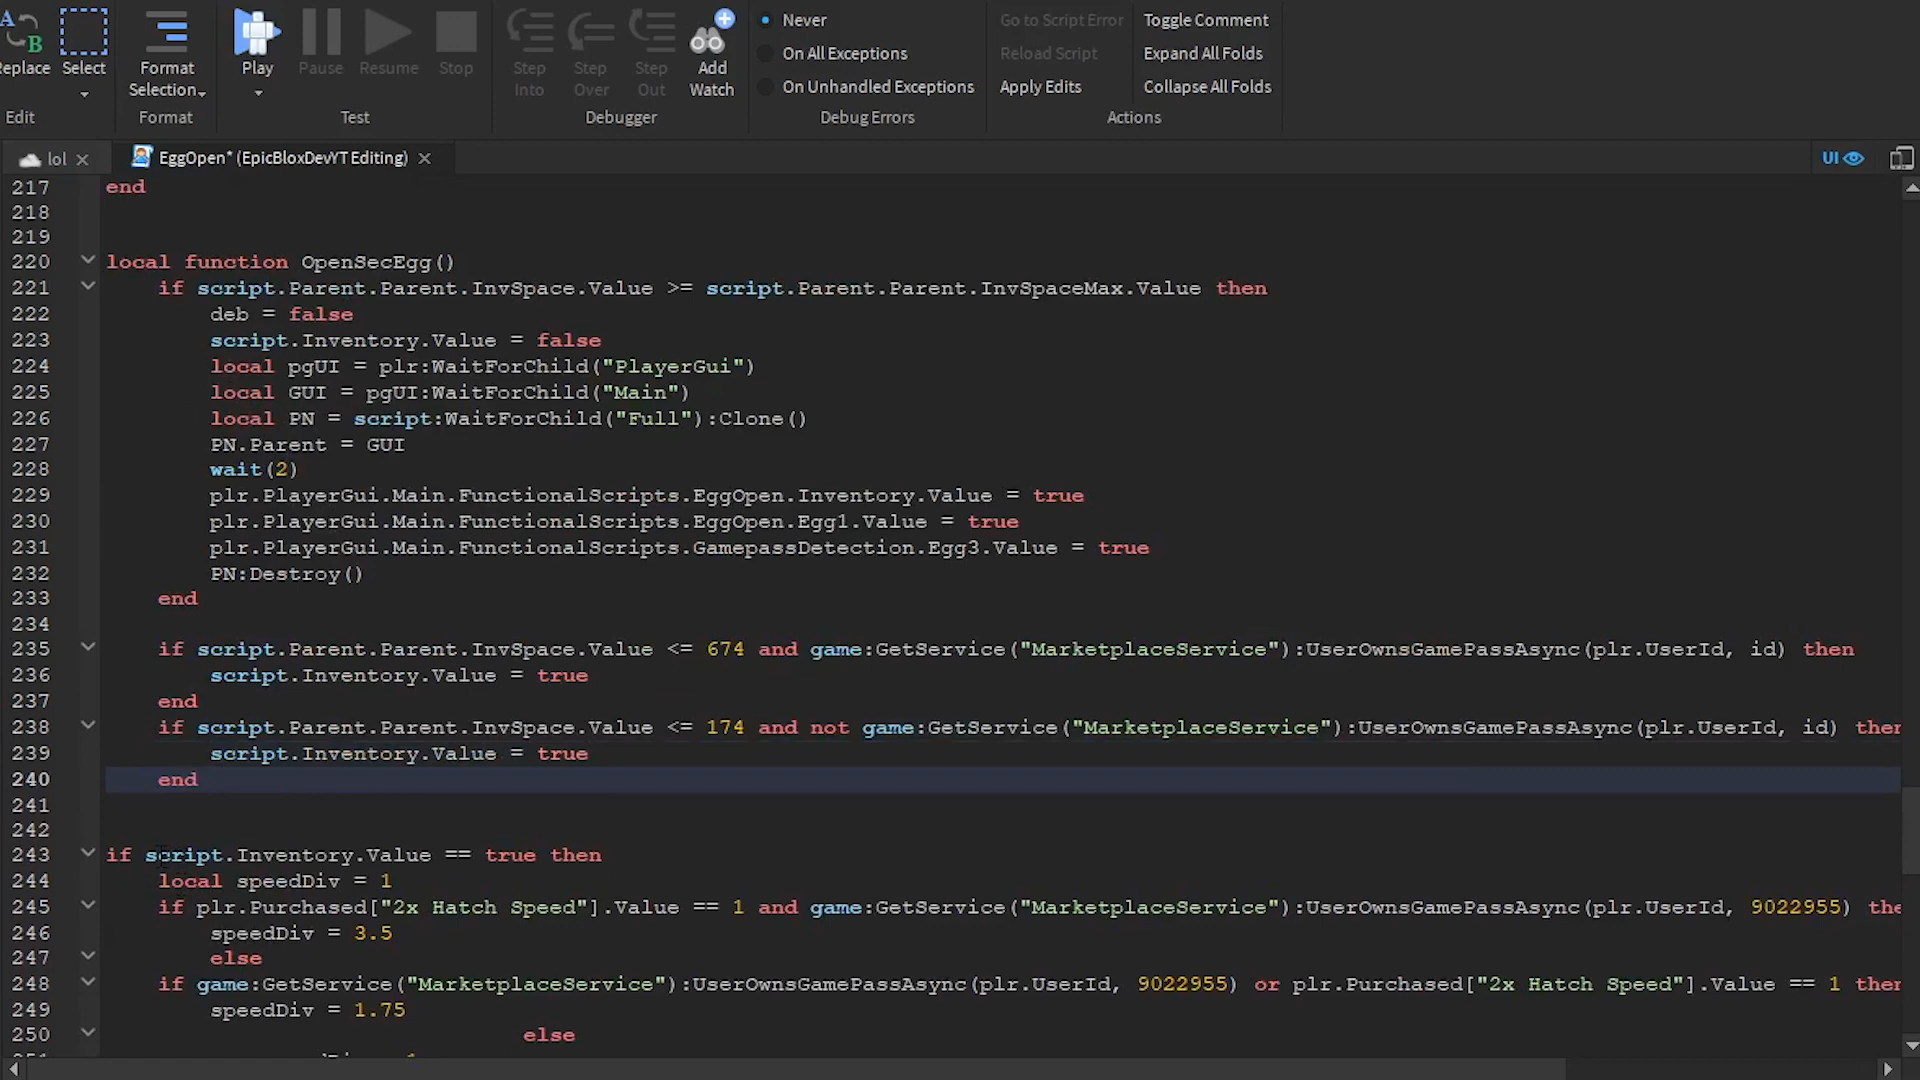 A
B
Replace
Select
Edit
Format
Selection
Format
Play
Pause
Resume
Stop
Test
Step
Into
Step
Over
Step
Out
Add
Watch
Debugger
Never
On All Exceptions
On Unhandled Exceptions
Debug Errors
Go to Script Error
Reload Script
Apply Edits
Toggle Comment
Expand All Folds
Collapse All Folds
Actions
lol
EggOpen* (EpicBloxDevYT Editing)
UI
217 end
218
219
220 local function OpenSecEgg()
221 if script.Parent.Parent.InvSpace.Value >= script.Parent.Parent.InvSpaceMax.Value then
222 deb = false
223 script.Inventory.Value = false
224 local pgUI = plr:WaitForChild("PlayerGui")
225 local GUI = pgUI:WaitForChild("Main")
226 local PN = script:WaitForChild("Full"):Clone()
227 PN.Parent = GUI
228 wait(2)
229 plr.PlayerGui.Main.FunctionalScripts.EggOpen.Inventory.Value = true
230 plr.PlayerGui.Main.FunctionalScripts.EggOpen.Egg1.Value = true
231 plr.PlayerGui.Main.FunctionalScripts.GamepassDetection.Egg3.Value = true
232 PN:Destroy()
233 end
234
235 if script.Parent.Parent.InvSpace.Value <= 674 and game:GetService("MarketplaceService"):UserOwnsGamePassAsync(plr.UserId, id) then
236 script.Inventory.Value = true
237 end
238 if script.Parent.Parent.InvSpace.Value <= 174 and not game:GetService("MarketplaceService"):UserOwnsGamePassAsync(plr.UserId, id) then
239 script.Inventory.Value = true
240 end
241
242
243 if script.Inventory.Value == true then
244 local speedDiv = 1
245 if plr.Purchased["2x Hatch Speed"].Value == 1 and game:GetService("MarketplaceService"):UserOwnsGamePassAsync(plr.UserId, 9022955) the
246 speedDiv = 3.5
247 else
248 if game:GetService("MarketplaceService"):UserOwnsGamePassAsync(plr.UserId, 9022955) or plr.Purchased["2x Hatch Speed"].Value == 1 then
249 speedDiv = 1.75
250 else